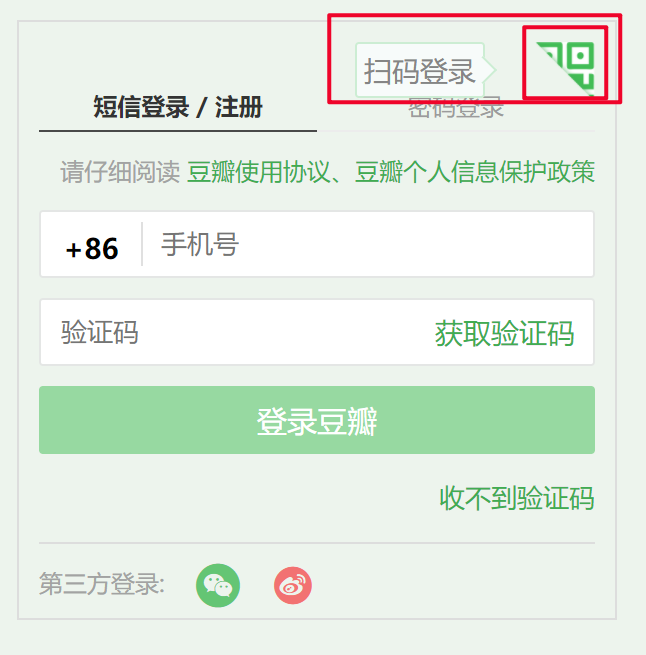 扫码登录
短信登录 / 注册 密码登录
请仔细阅读 豆瓣使用协议、豆瓣个人信息保护政策
+86 手机号
验证码 获取验证码
登录豆瓣
收不到验证码
第三方登录: